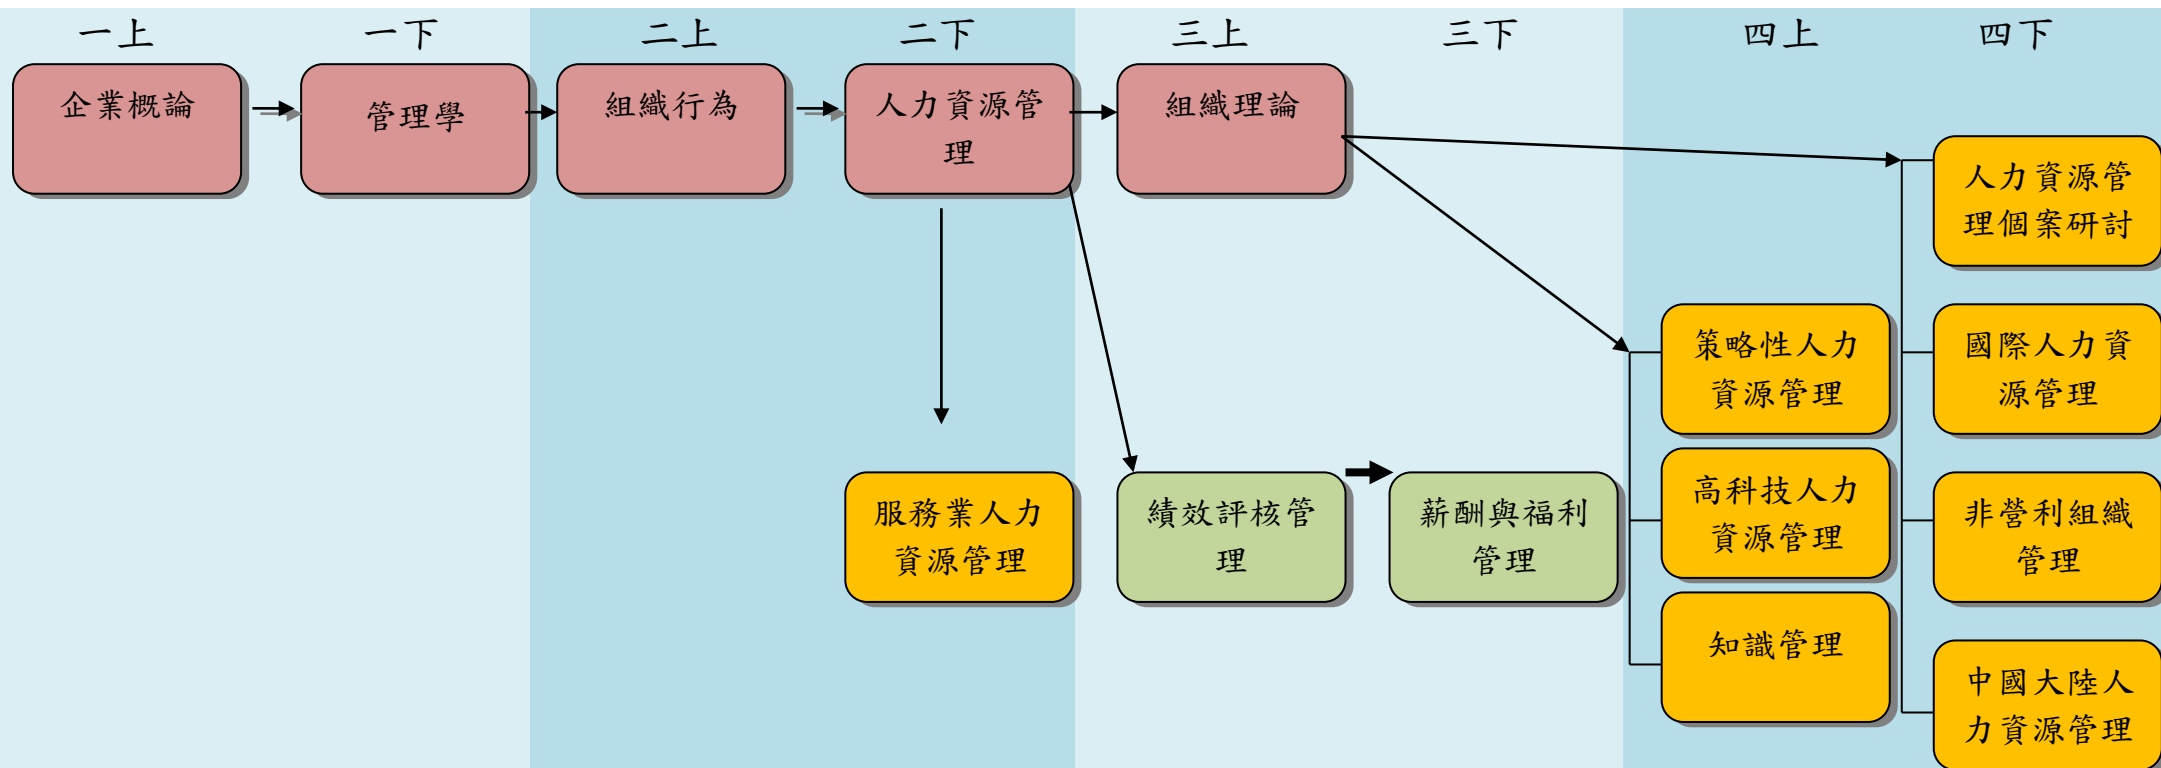 一上
一下
二上
二下
三上
三下
四上
四下
企業概論
管理學
組織行為
人力資源管
理
組織理論
人力資源管
理個案研討
策略性人力
資源管理
國際人力資
源管理
服務業人力
資源管理
績效評核管
理
薪酬與福利
管理
高科技人力
資源管理
非營利組織
管理
知識管理
中國大陸人
力資源管理